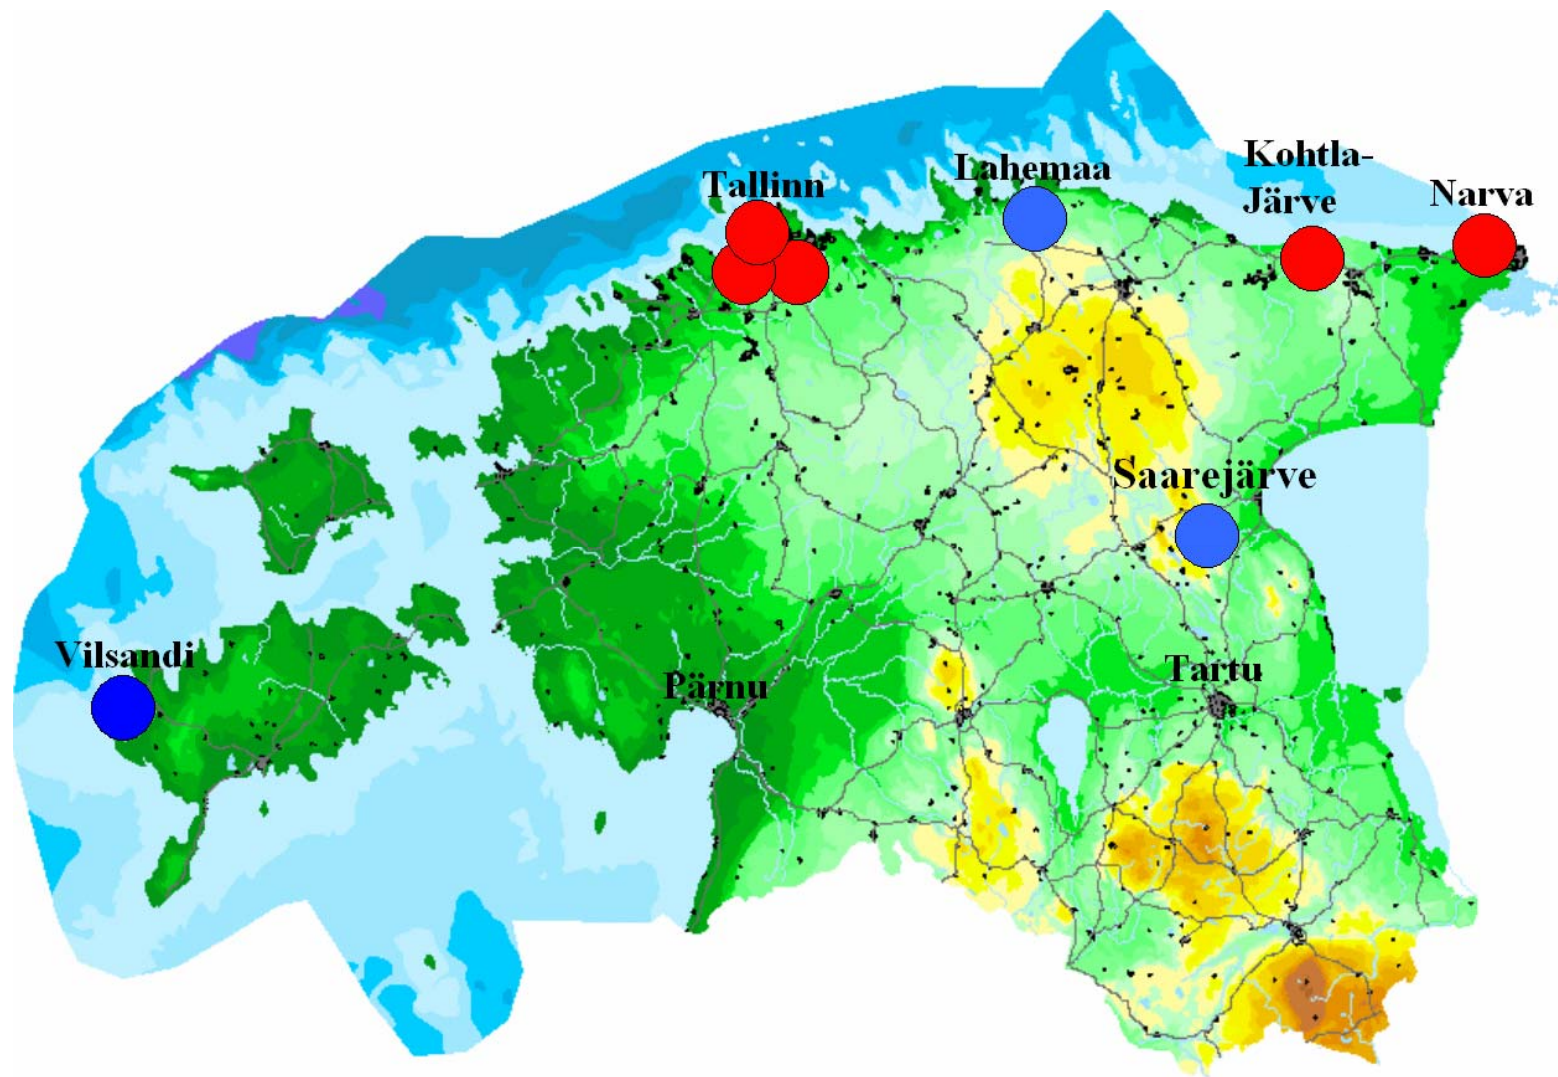 Lahemaa
Kohtla-
Järve
Tallinn
Narva
Saarejärve
Vilsandi
Pärnu
Tartu